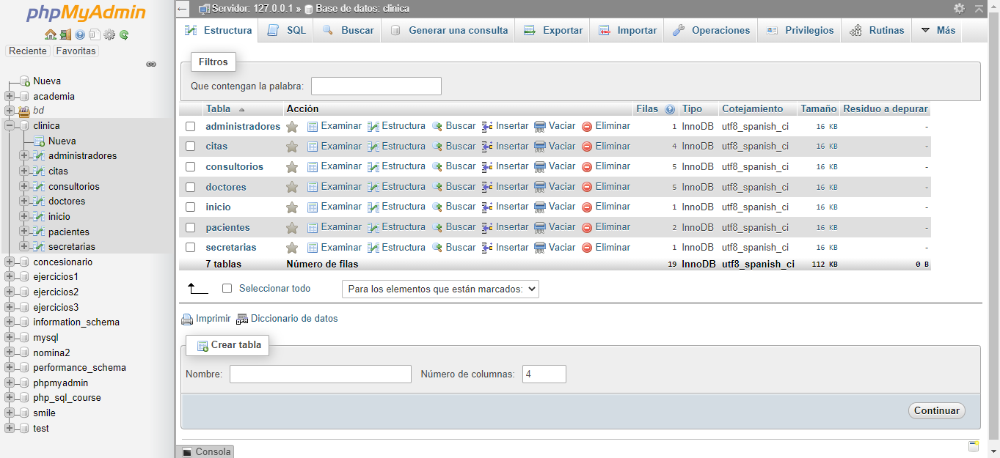 phpMyAdmin
Reciente Favoritas
Nueva
academia
bd
clinica
Nueva
administradores
citas
consultorios
doctores
inicio
pacientes
secretarias
concesionario
ejercicios1
ejercicios2
ejercicios3
information_schema
mysql
nomina2
performance_schema
phpmyadmin
php_sql_course
smile
test
Servidor: 127.0.0.1 » Base de datos: clinica
Estructura SQL Buscar Generar una consulta Exportar Importar Operaciones Privilegios Rutinas Más
Filtros
Que contengan la palabra:
Tabla Acción Filas Tipo Cotejamiento Tamaño Residuo a depurar
administradores Examinar Estructura Buscar Insertar Vaciar Eliminar 1 InnoDB utf8_spanish_ci 16 KB -
citas Examinar Estructura Buscar Insertar Vaciar Eliminar 4 InnoDB utf8_spanish_ci 16 KB -
consultorios Examinar Estructura Buscar Insertar Vaciar Eliminar 5 InnoDB utf8_spanish_ci 16 KB -
doctores Examinar Estructura Buscar Insertar Vaciar Eliminar 5 InnoDB utf8_spanish_ci 16 KB -
inicio Examinar Estructura Buscar Insertar Vaciar Eliminar 1 InnoDB utf8_spanish_ci 16 KB -
pacientes Examinar Estructura Buscar Insertar Vaciar Eliminar 2 InnoDB utf8_spanish_ci 16 KB -
secretarias Examinar Estructura Buscar Insertar Vaciar Eliminar 1 InnoDB utf8_spanish_ci 16 KB -
7 tablas Número de filas 19 InnoDB utf8_spanish_ci 112 KB 0 B
Seleccionar todo Para los elementos que están marcados:
Imprimir Diccionario de datos
Crear tabla
Nombre: Número de columnas: 4
Continuar
Consola